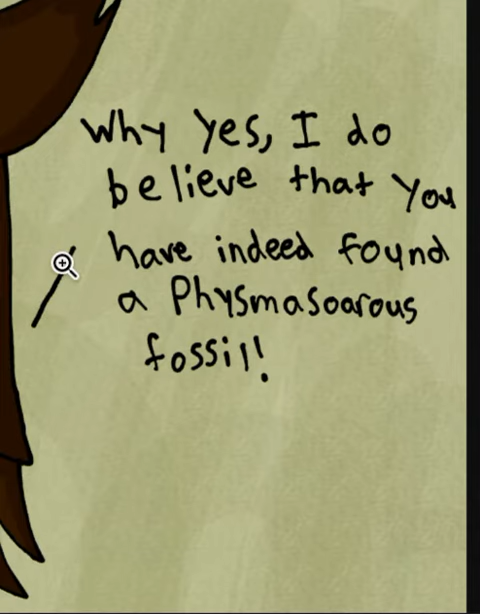 Why Yes, I do
believe that You
have indeed found
a Physmasoarous
fossil!